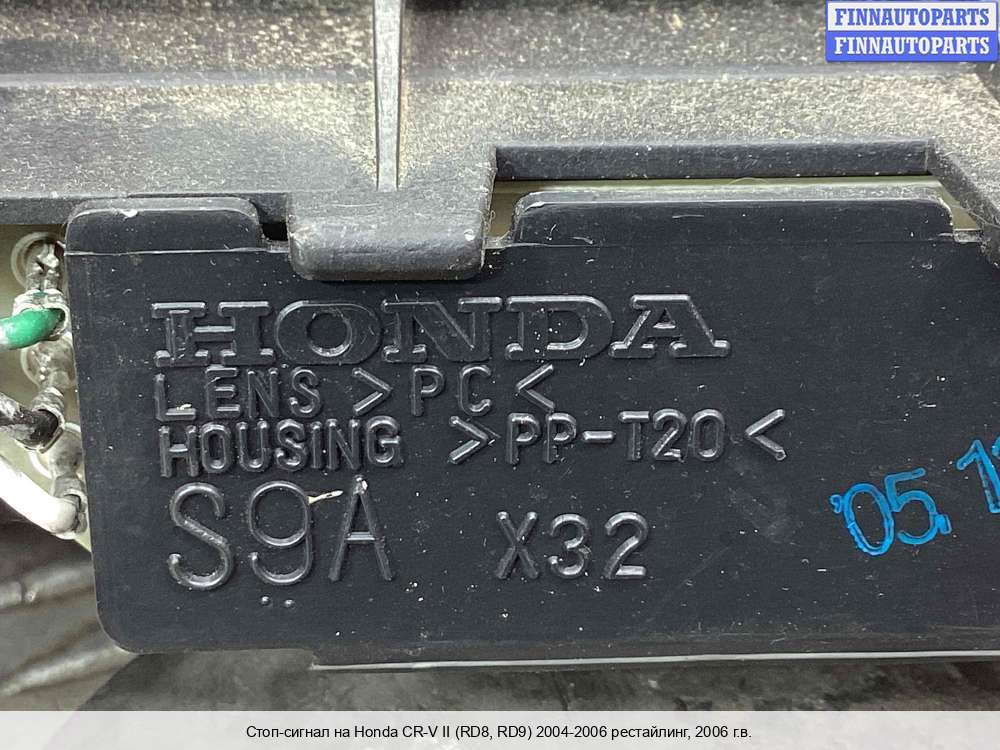 FINNAUTOPARTS
FINNAUTOPARTS
HONDA
LENS >PC<
HOUSING >PP-T20<
S9A X32
'05.
Стоп-сигнал на Honda CR-V II (RD8, RD9) 2004-2006 рестайлинг, 2006 г.в.